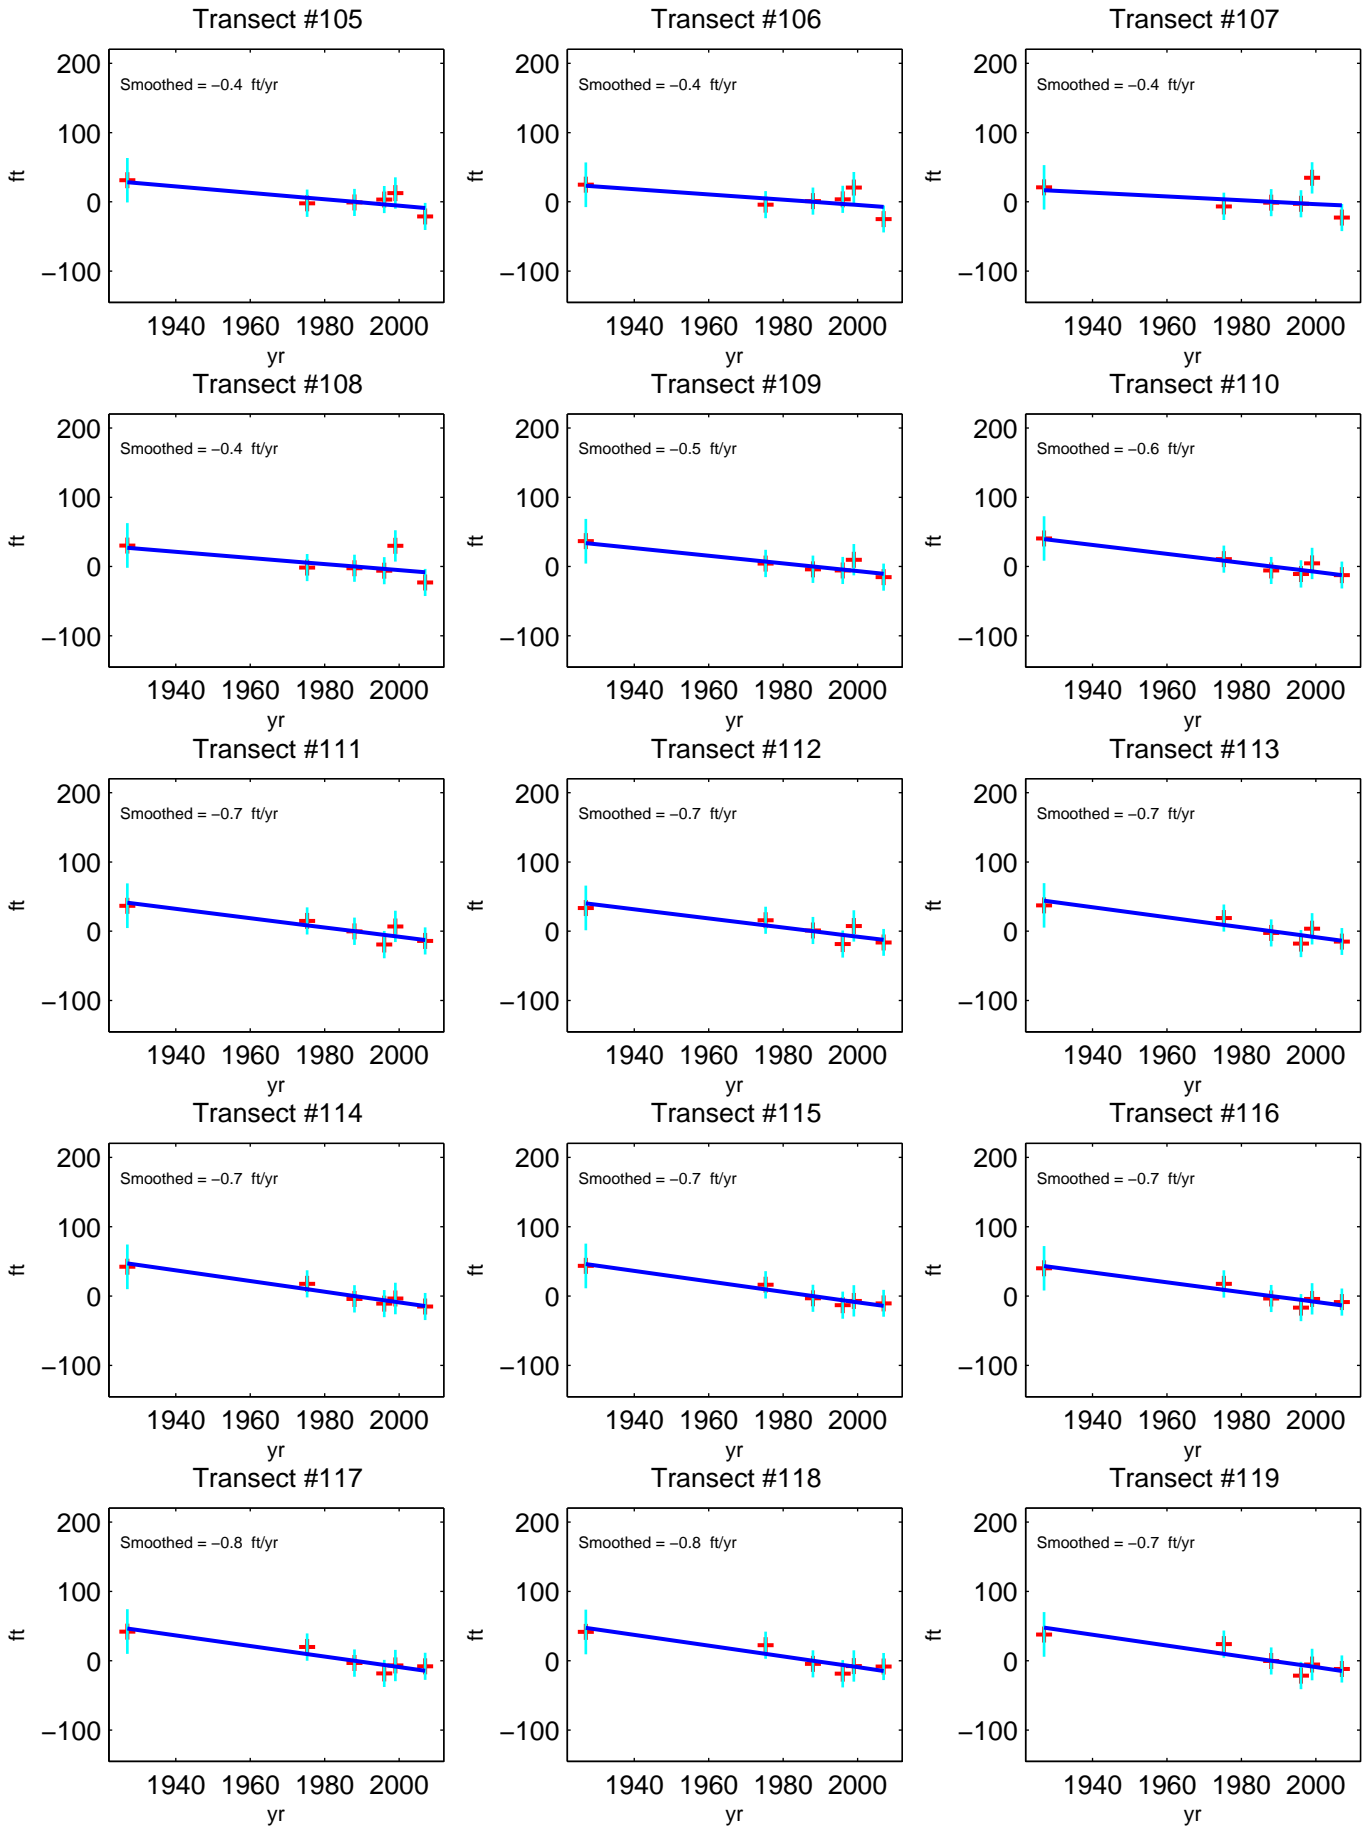 Transect #105
200
100
0
−100
ft
Smoothed = −0.4 ft/yr
1940 1960 1980 2000
yr
Transect #106
200
100
0
−100
ft
Smoothed = −0.4 ft/yr
1940 1960 1980 2000
yr
Transect #107
200
100
0
−100
ft
Smoothed = −0.4 ft/yr
1940 1960 1980 2000
yr
Transect #108
200
100
0
−100
ft
Smoothed = −0.4 ft/yr
1940 1960 1980 2000
yr
Transect #109
200
100
0
−100
ft
Smoothed = −0.5 ft/yr
1940 1960 1980 2000
yr
Transect #110
200
100
0
−100
ft
Smoothed = −0.6 ft/yr
1940 1960 1980 2000
yr
Transect #111
200
100
0
−100
ft
Smoothed = −0.7 ft/yr
1940 1960 1980 2000
yr
Transect #112
200
100
0
−100
ft
Smoothed = −0.7 ft/yr
1940 1960 1980 2000
yr
Transect #113
200
100
0
−100
ft
Smoothed = −0.7 ft/yr
1940 1960 1980 2000
yr
Transect #114
200
100
0
−100
ft
Smoothed = −0.7 ft/yr
1940 1960 1980 2000
yr
Transect #115
200
100
0
−100
ft
Smoothed = −0.7 ft/yr
1940 1960 1980 2000
yr
Transect #116
200
100
0
−100
ft
Smoothed = −0.7 ft/yr
1940 1960 1980 2000
yr
Transect #117
200
100
0
−100
ft
Smoothed = −0.8 ft/yr
1940 1960 1980 2000
yr
Transect #118
200
100
0
−100
ft
Smoothed = −0.8 ft/yr
1940 1960 1980 2000
yr
Transect #119
200
100
0
−100
ft
Smoothed = −0.7 ft/yr
1940 1960 1980 2000
yr